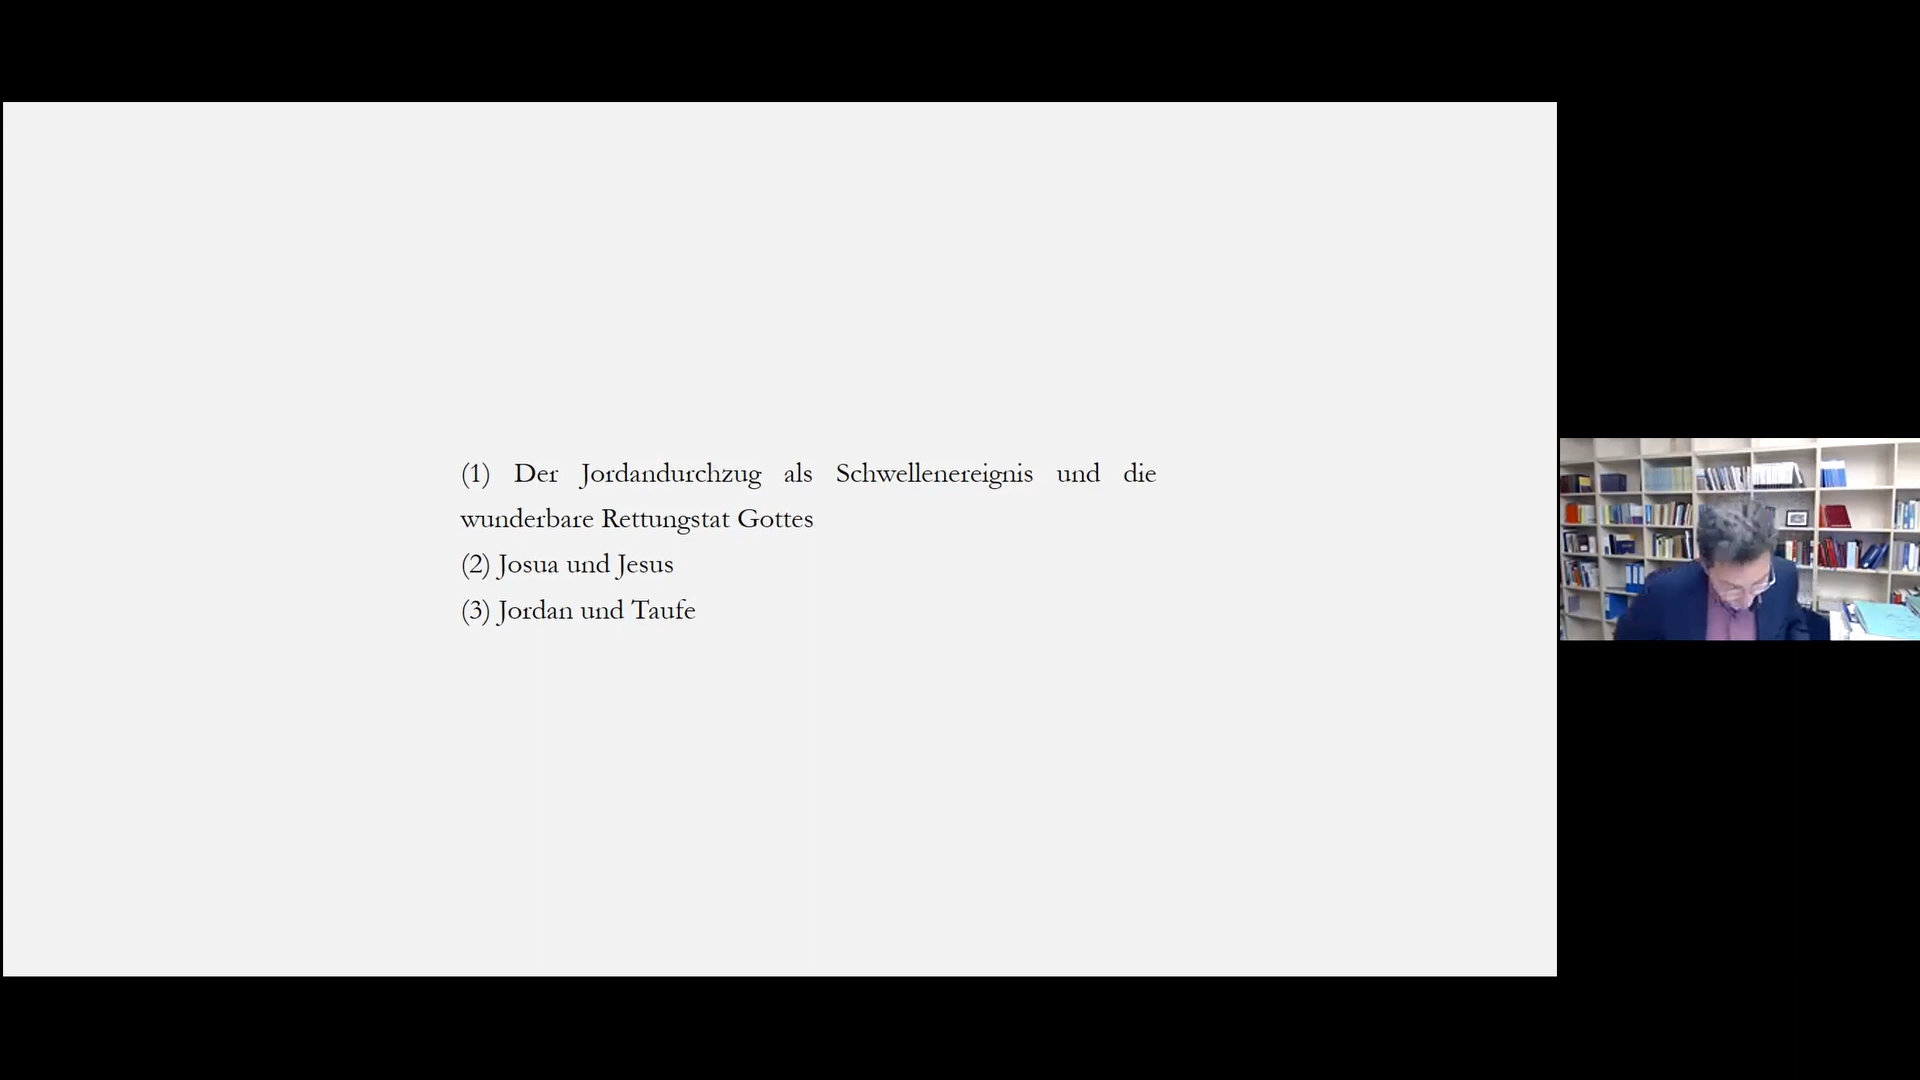 (1) Der Jordandurchzug als Schwellenereignis und die
wunderbare Rettungstat Gottes
(2) Josua und Jesus
(3) Jordan und Taufe